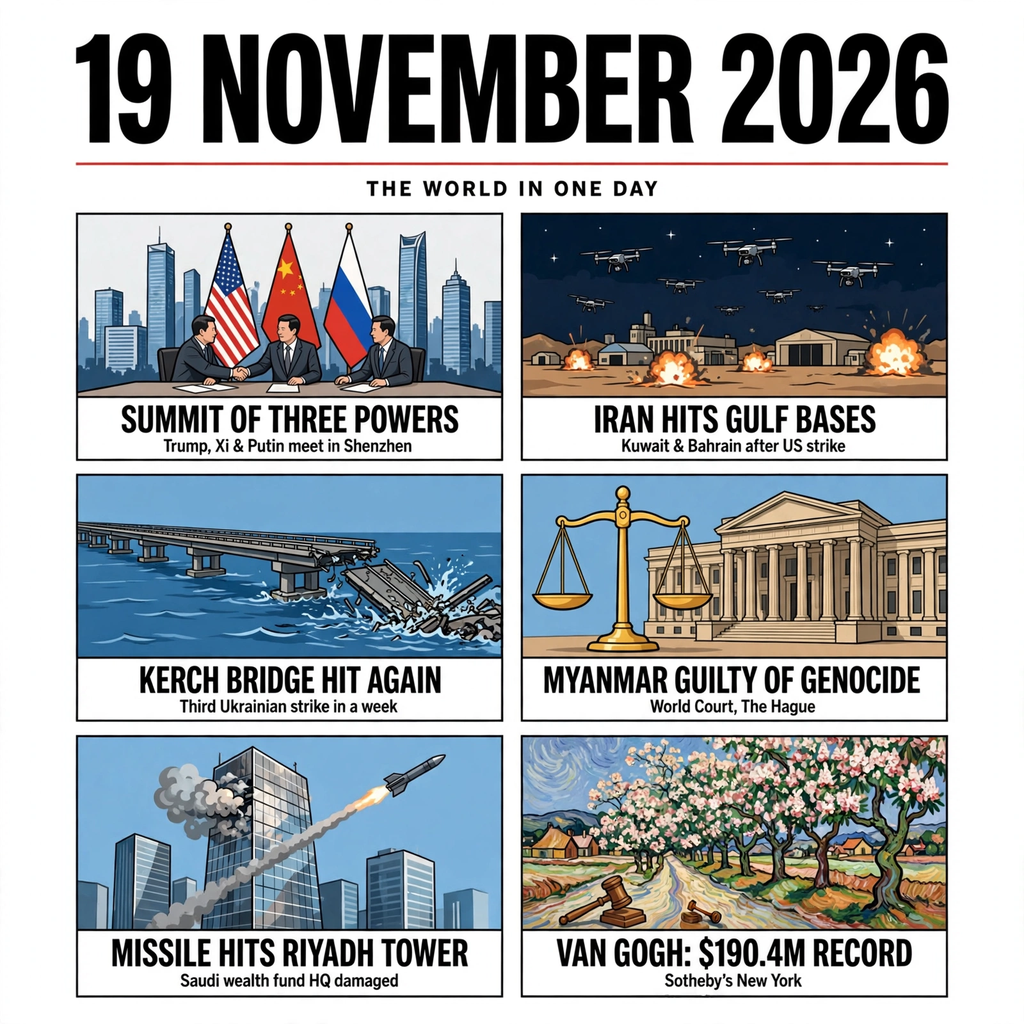 19 NOVEMBER 2026
THE WORLD IN ONE DAY
SUMMIT OF THREE POWERS
Trump, Xi & Putin meet in Shenzhen
IRAN HITS GULF BASES
Kuwait & Bahrain after US strike
KERCH BRIDGE HIT AGAIN
Third Ukrainian strike in a week
MYANMAR GUILTY OF GENOCIDE
World Court, The Hague
MISSILE HITS RIYADH TOWER
Saudi wealth fund HQ damaged
VAN GOGH: $190.4M RECORD
Sotheby's New York